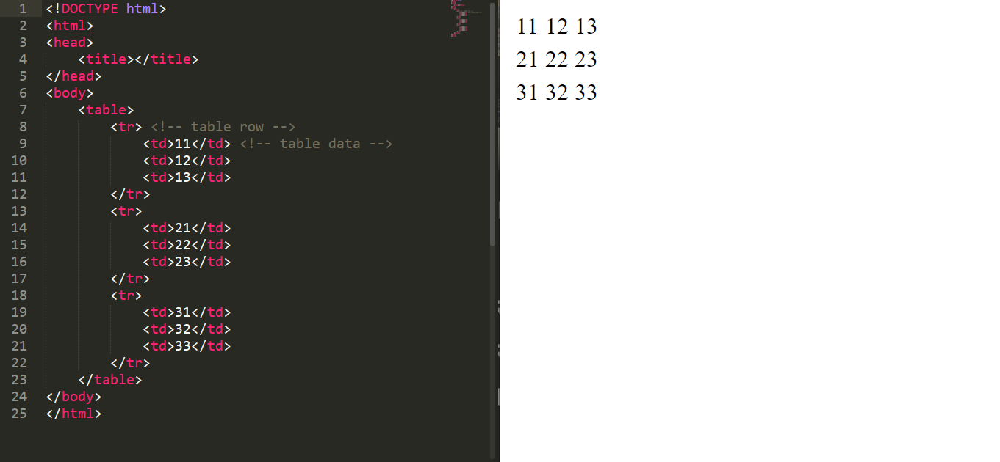 1 <!DOCTYPE html>
2 <html>
3 <head>
4     <title></title>
5 </head>
6 <body>
7     <table>
8         <tr> <!-- table row -->
9             <td>11</td> <!-- table data -->
10             <td>12</td>
11             <td>13</td>
12         </tr>
13         <tr>
14             <td>21</td>
15             <td>22</td>
16             <td>23</td>
17         </tr>
18         <tr>
19             <td>31</td>
20             <td>32</td>
21             <td>33</td>
22         </tr>
23     </table>
24 </body>
25 </html>
11 12 13
21 22 23
31 32 33